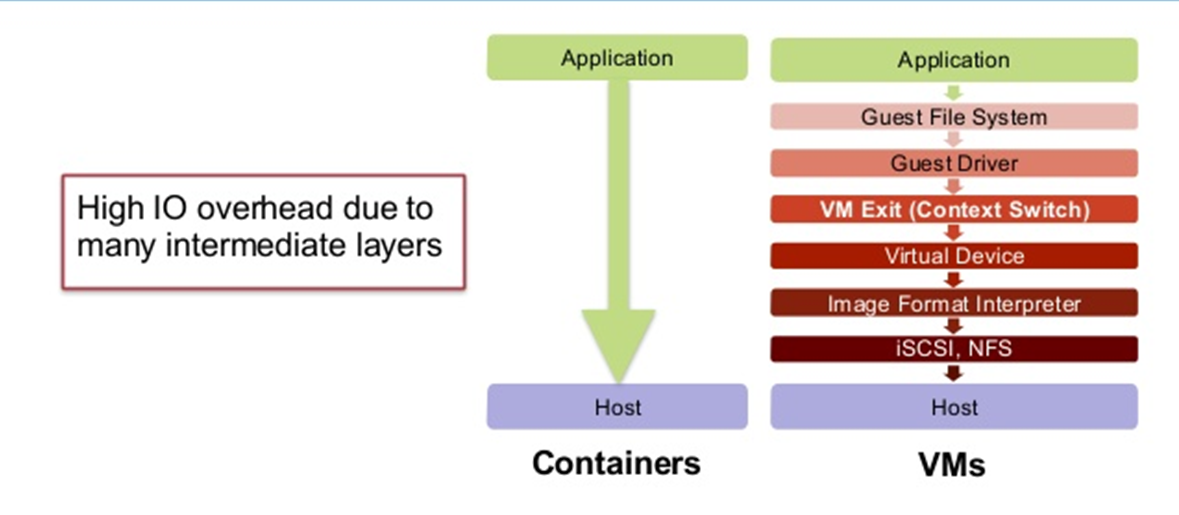 High IO overhead due to
many intermediate layers
Application
Host
Containers
Application
Guest File System
Guest Driver
VM Exit (Context Switch)
Virtual Device
Image Format Interpreter
iSCSI, NFS
Host
VMs